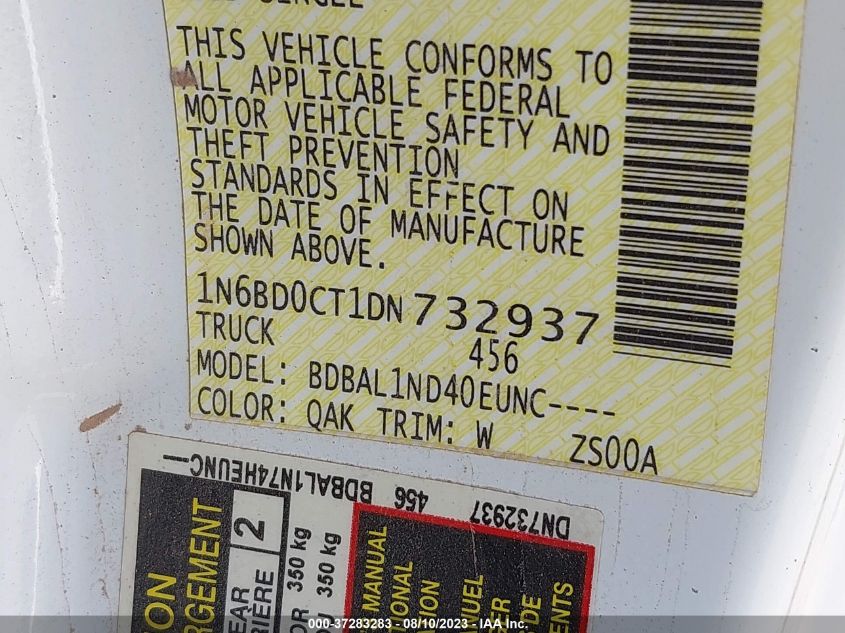 THIS VEHICLE CONFORMS TO
ALL APPLICABLE FEDERAL
MOTOR VEHICLE SAFETY AND
THEFT PREVENTION
STANDARDS IN EFFECT ON
THE DATE OF MANUFACTURE
SHOWN ABOVE.
1N6BD0CT1DN732937
TRUCK 456
MODEL: BDBAL1ND40EUNC----
COLOR: QAK TRIM: W ZS00A
DN732937 456 BDBAL1N74HEUNC—
2
350 kg
350 kg
MANUAL
000-37283283 - 08/10/2023 - IAA Inc.